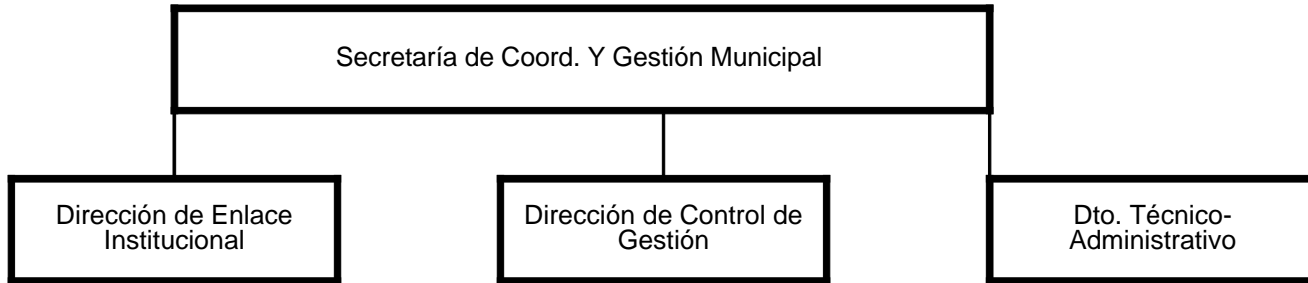 Secretaría de Coord. Y Gestión Municipal
Dirección de Enlace
Institucional
Dirección de Control de
Gestión
Dto. Técnico-
Administrativo